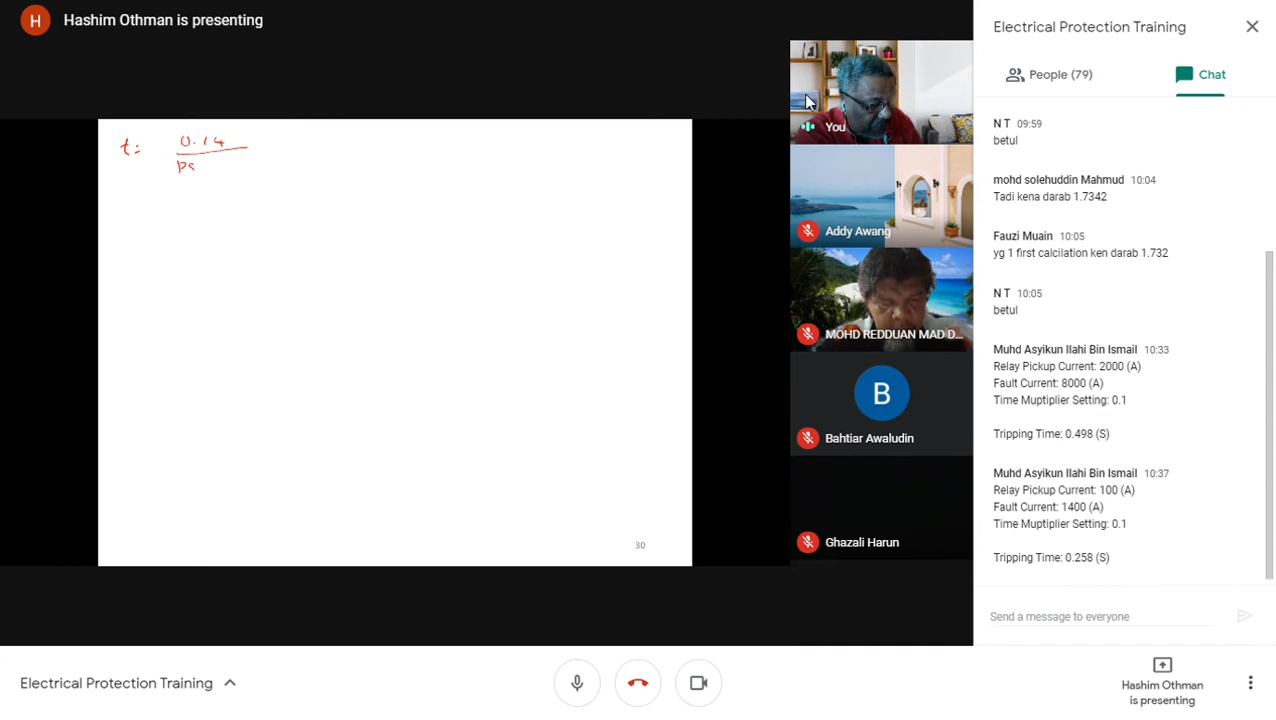 H
Hashim Othman is presenting
t = 0.14
ps
30
You
Addy Awang
MOHD REDDUAN MAD D...
B
Bahtiar Awaludin
Ghazali Harun
Electrical Protection Training
People (79)
Chat
N T 09:59
betul
mohd solehuddin Mahmud 10:04
Tadi kena darab 1.7342
Fauzi Muain 10:05
yg 1 first calcilation ken darab 1.732
N T 10:05
betul
Muhd Asyikun Ilahi Bin Ismail 10:33
Relay Pickup Current: 2000 (A)
Fault Current: 8000 (A)
Time Muptiplier Setting: 0.1
Tripping Time: 0.498 (S)
Muhd Asyikun Ilahi Bin Ismail 10:37
Relay Pickup Current: 100 (A)
Fault Current: 1400 (A)
Time Muptiplier Setting: 0.1
Tripping Time: 0.258 (S)
Send a message to everyone
Electrical Protection Training
Hashim Othman
is presenting